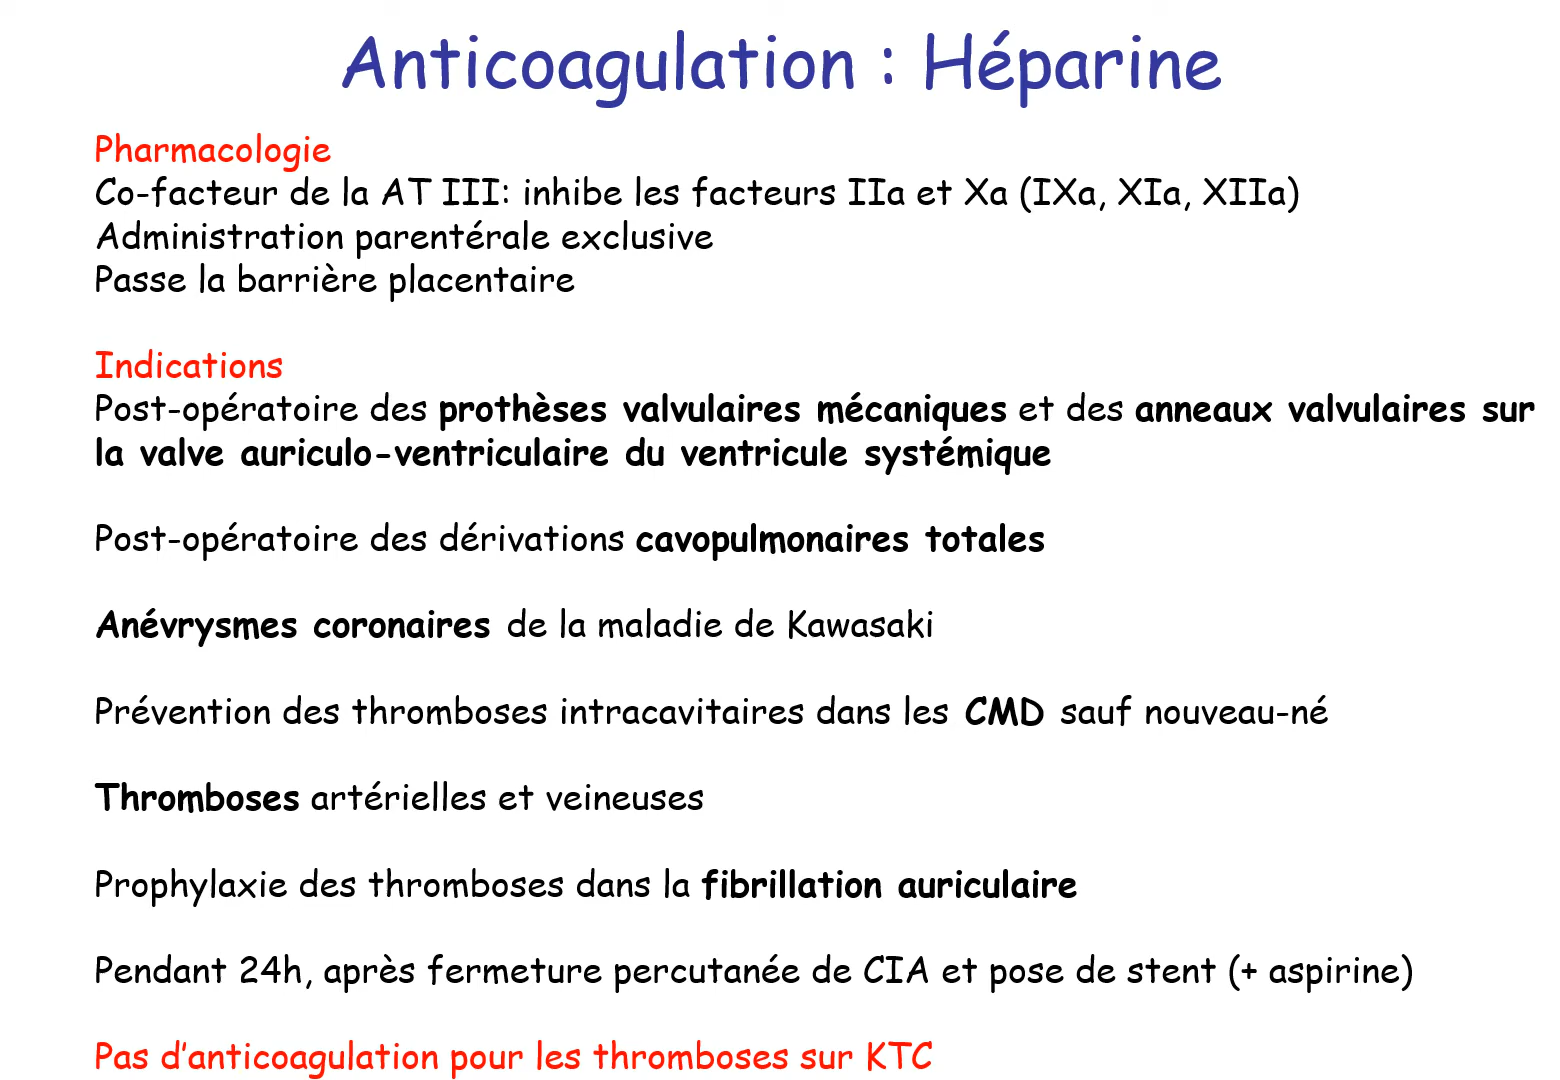 Anticoagulation : Héparine
Pharmacologie
Co-facteur de la AT III: inhibe les facteurs IIa et Xa (IXa, XIa, XIIa)
Administration parentérale exclusive
Passe la barrière placentaire
Indications
Post-opératoire des prothèses valvulaires mécaniques et des anneaux valvulaires sur
la valve auriculo-ventriculaire du ventricule systémique
Post-opératoire des dérivations cavopulmonaires totales
Anévrysmes coronaires de la maladie de Kawasaki
Prévention des thromboses intracavitaires dans les CMD sauf nouveau-né
Thromboses artérielles et veineuses
Prophylaxie des thromboses dans la fibrillation auriculaire
Pendant 24h, après fermeture percutanée de CIA et pose de stent (+ aspirine)
Pas d’anticoagulation pour les thromboses sur KTC